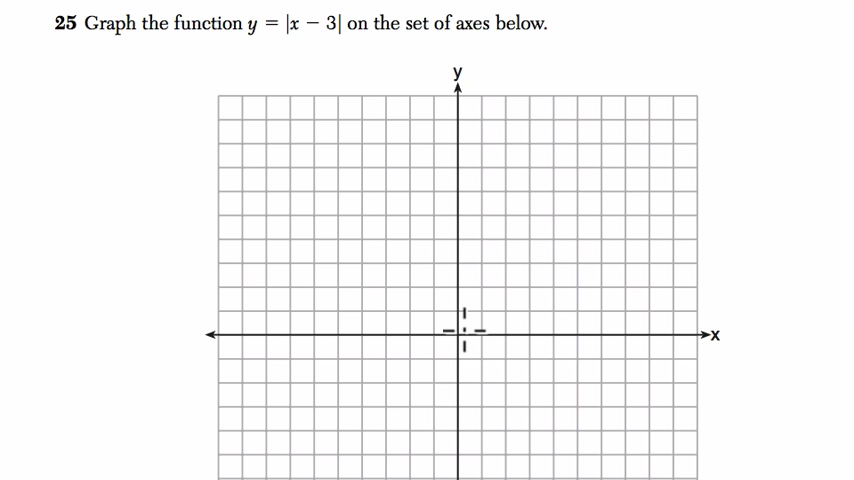 25 Graph the function y = |x − 3| on the set of axes below.
y
x